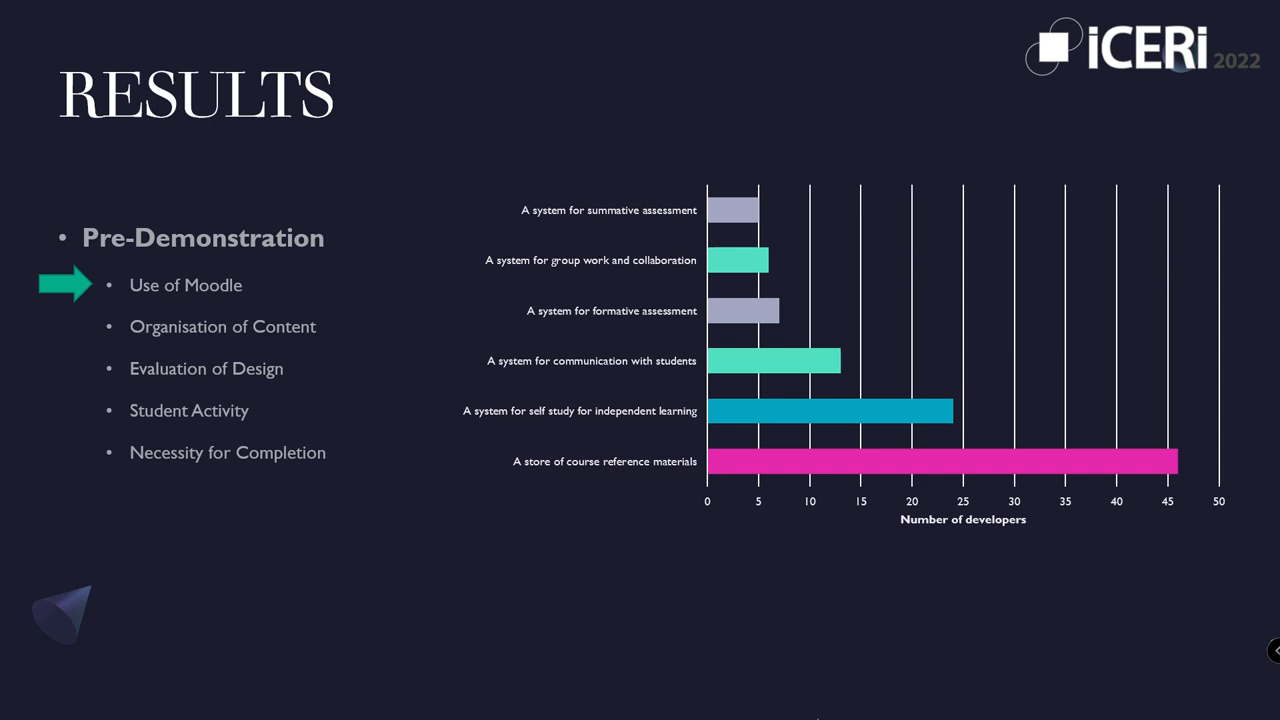 iCERi 2022
RESULTS
• Pre-Demonstration
• Use of Moodle
• Organisation of Content
• Evaluation of Design
• Student Activity
• Necessity for Completion
A system for summative assessment
A system for group work and collaboration
A system for formative assessment
A system for communication with students
A system for self study for independent learning
A store of course reference materials
0 5 10 15 20 25 30 35 40 45 50
Number of developers